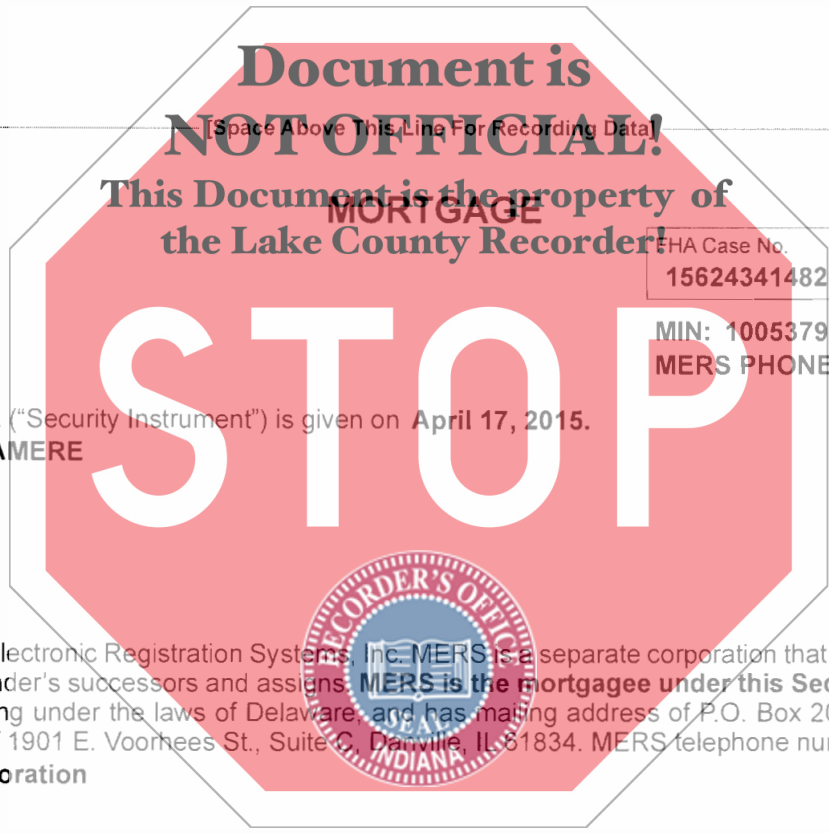 Document is
[Space Above This Line For Recording Data]
NOT OFFICIAL!
This Document is the property of
MORTGAGE
the Lake County Recorder!
FHA Case No.
15624341482
MIN: 1005379
MERS PHONE
STOP
("Security Instrument") is given on April 17, 2015.
AMERE
RECORDER'S OFFICE
SEAL
INDIANA
lectronic Registration Systems, Inc. MERS is a separate corporation that
der's successors and assigns. MERS is the mortgagee under this Sec
ng under the laws of Delaware, and has mailing address of P.O. Box 20
1901 E. Voorhees St., Suite C, Danville, IL 61834. MERS telephone nu
oration